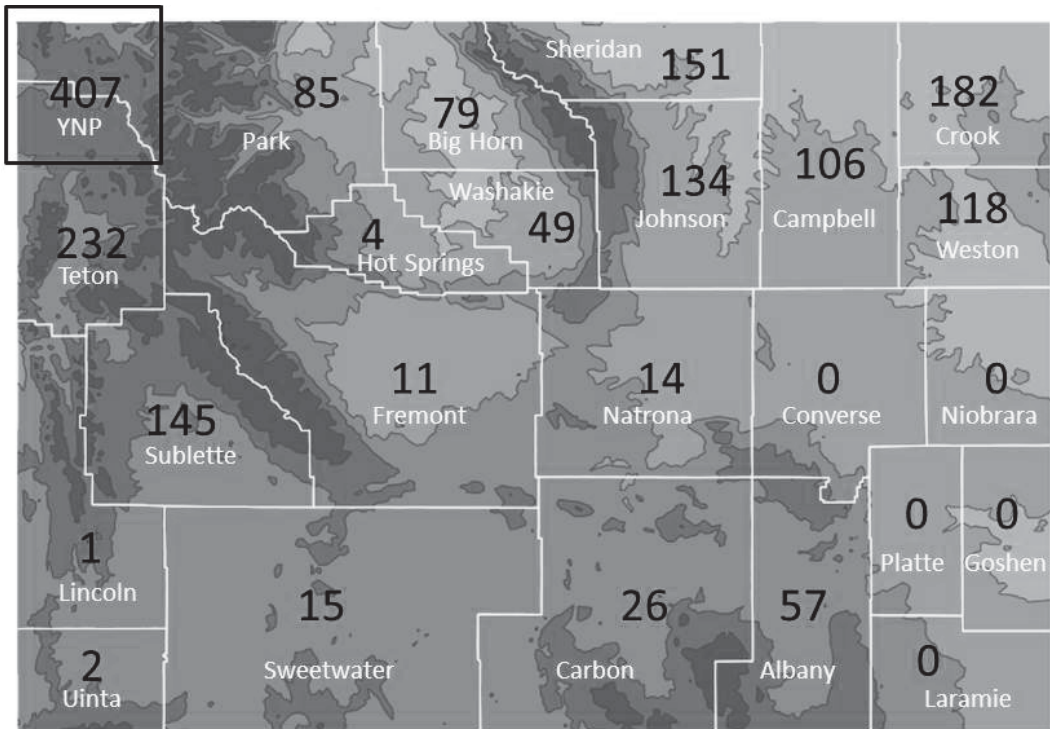 407
YNP
85
Park
79
Big Horn
Sheridan
151
182
Crook
134
Johnson
106
Campbell
118
Weston
232
Teton
Washakie
49
4
Hot Springs
145
Sublette
11
Fremont
14
Natrona
0
Converse
0
Niobrara
1
Lincoln
15
Sweetwater
26
Carbon
57
Albany
0
Platte
0
Goshen
2
Uinta
0
Laramie